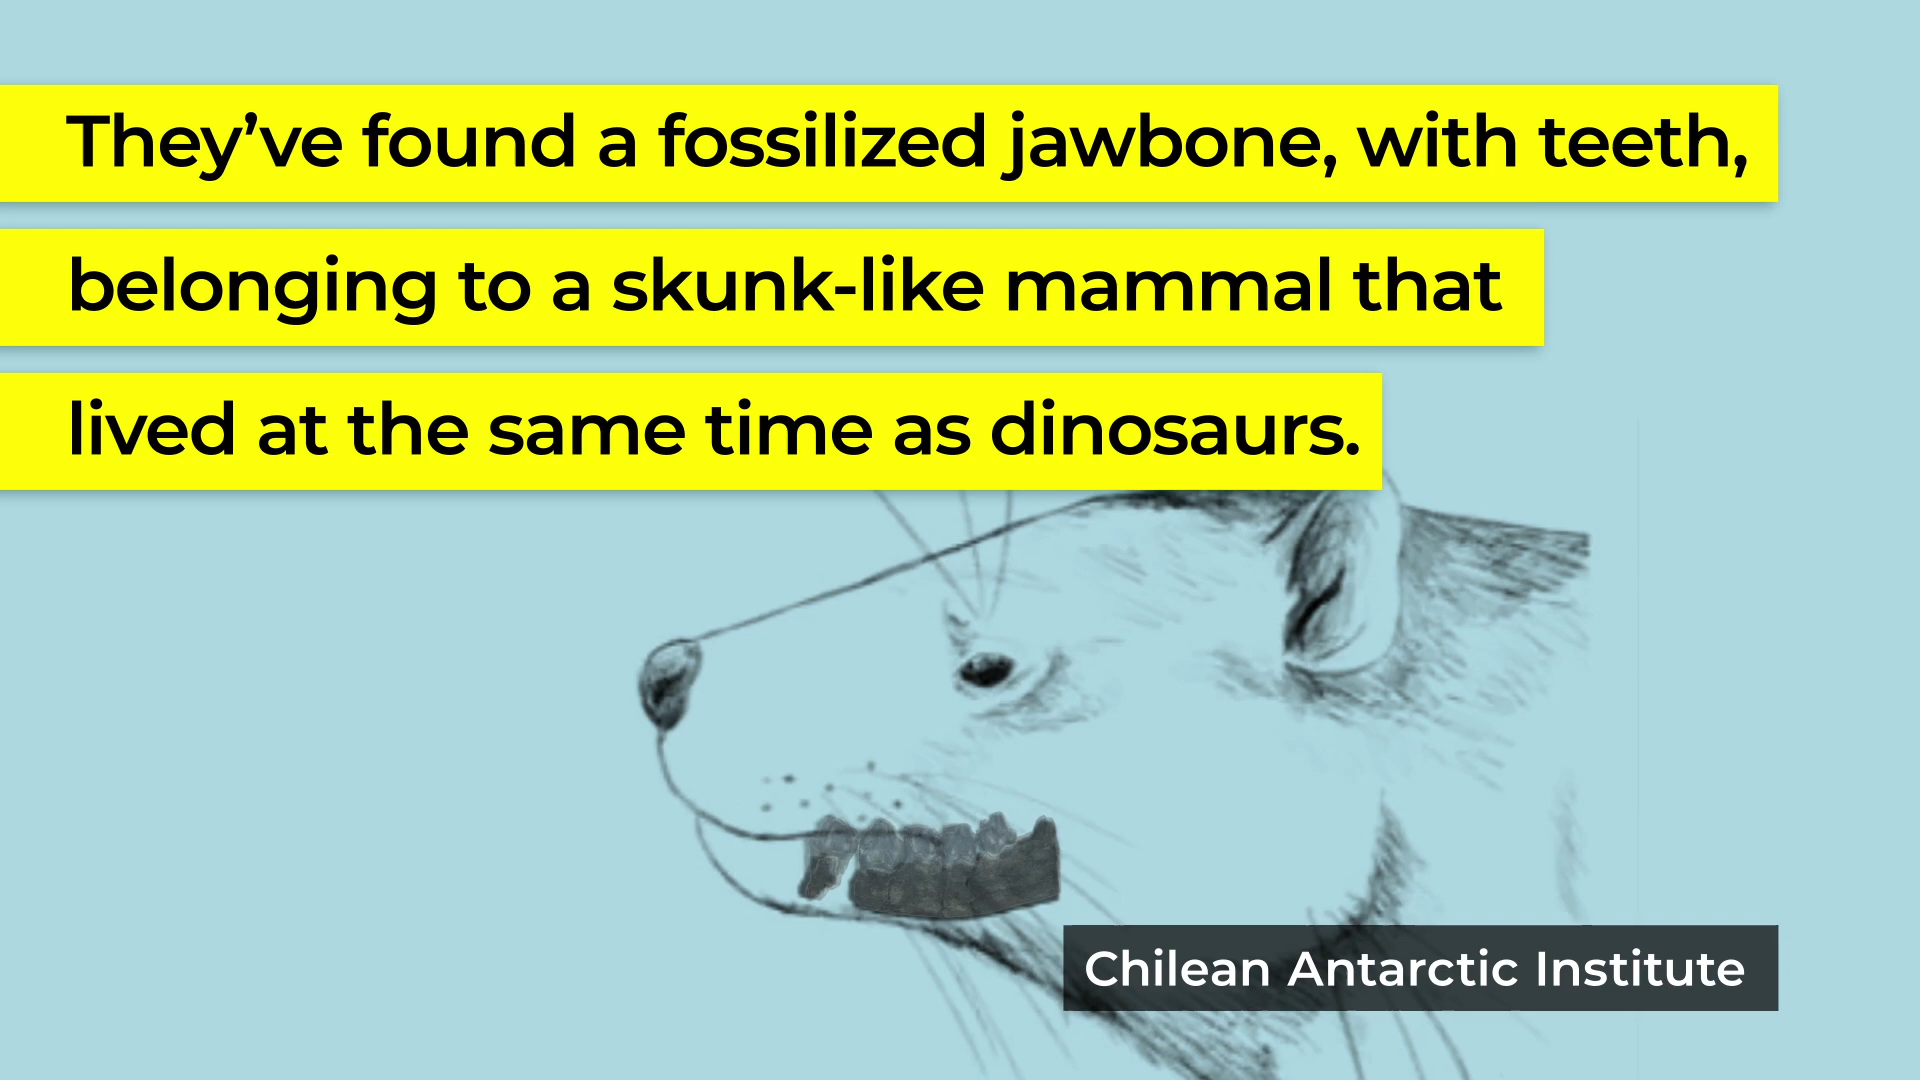 They’ve found a fossilized jawbone, with teeth,
belonging to a skunk-like mammal that
lived at the same time as dinosaurs.
Chilean Antarctic Institute